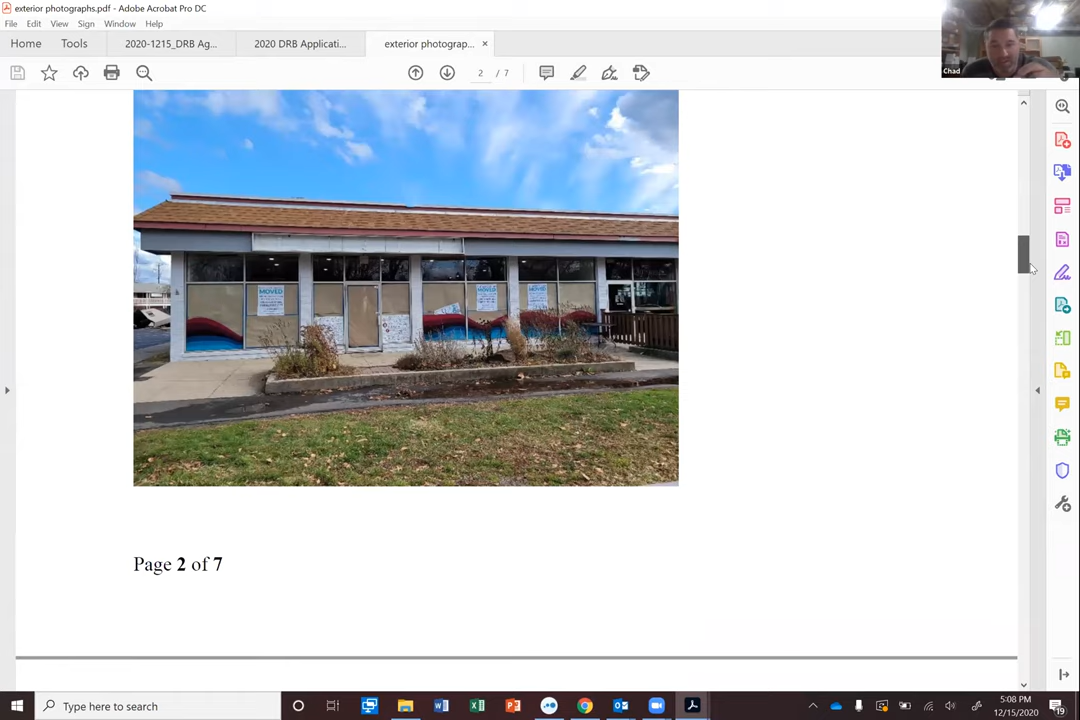 exterior photographs.pdf - Adobe Acrobat Pro DC
File Edit View Sign Window Help
Home Tools 2020-1215_DRB Ag... 2020 DRB Applicati... exterior photograp... ×
2 / 7
Chad
MOVED
MOVED
MOVED
Page 2 of 7
Type here to search
5:08 PM
12/15/2020
19